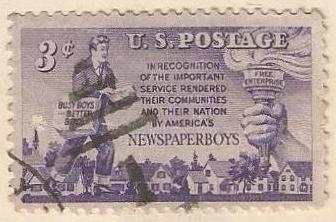 3¢ U. S. POSTAGE
IN RECOGNITION
OF THE IMPORTANT
SERVICE RENDERED
THEIR COMMUNITIES
AND THEIR NATION
BY AMERICA'S
NEWSPAPERBOYS
BUSY BOYS
BETTER
FREE
ENTERPRISE